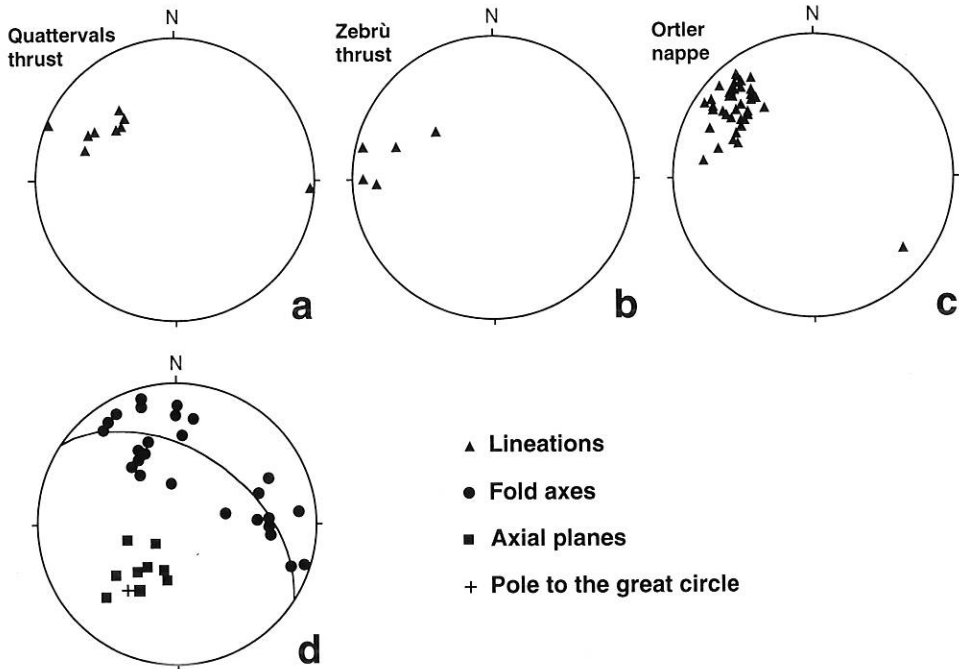 Quattervals
thrust
N
a
Zebrù
thrust
N
b
Ortler
nappe
N
c
N
d
Lineations
Fold axes
Axial planes
Pole to the great circle